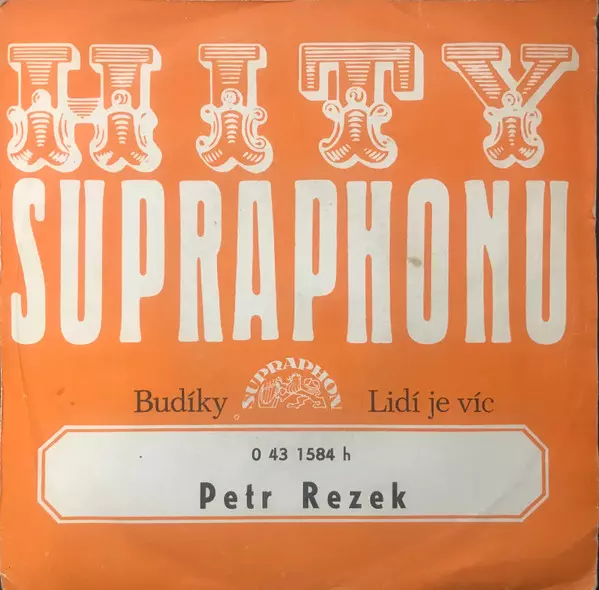 HITY
SUPRAPHONU
Budíky
SUPRAPHON
Lidí je víc
0 43 1584 h
Petr Rezek